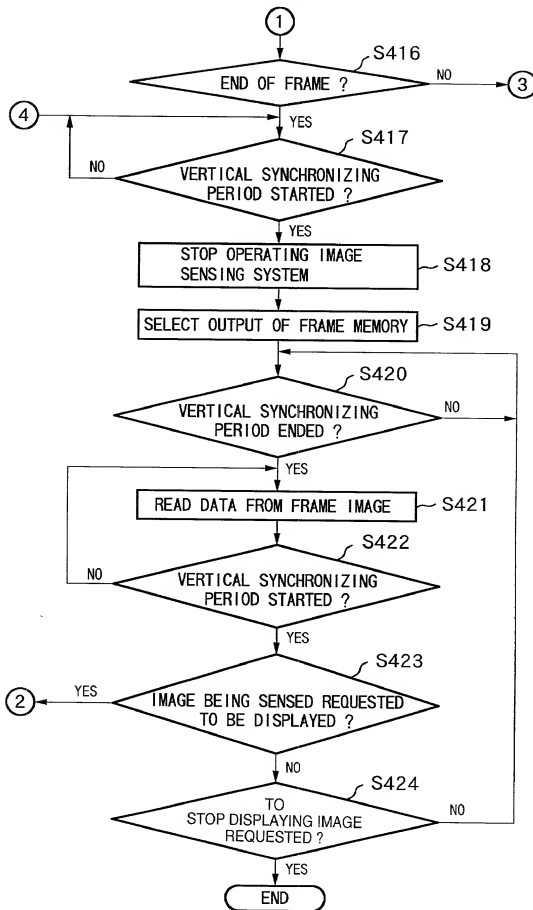 1
S416
END OF FRAME ?
NO
3
4
YES
S417
NO
VERTICAL SYNCHRONIZING
PERIOD STARTED ?
YES
STOP OPERATING IMAGE
SENSING SYSTEM
S418
SELECT OUTPUT OF FRAME MEMORY
S419
S420
VERTICAL SYNCHRONIZING
PERIOD ENDED ?
NO
YES
READ DATA FROM FRAME IMAGE
S421
S422
NO
VERTICAL SYNCHRONIZING
PERIOD STARTED ?
YES
S423
2
YES
IMAGE BEING SENSED REQUESTED
TO BE DISPLAYED ?
NO
S424
TO
STOP DISPLAYING IMAGE
REQUESTED ?
NO
YES
END